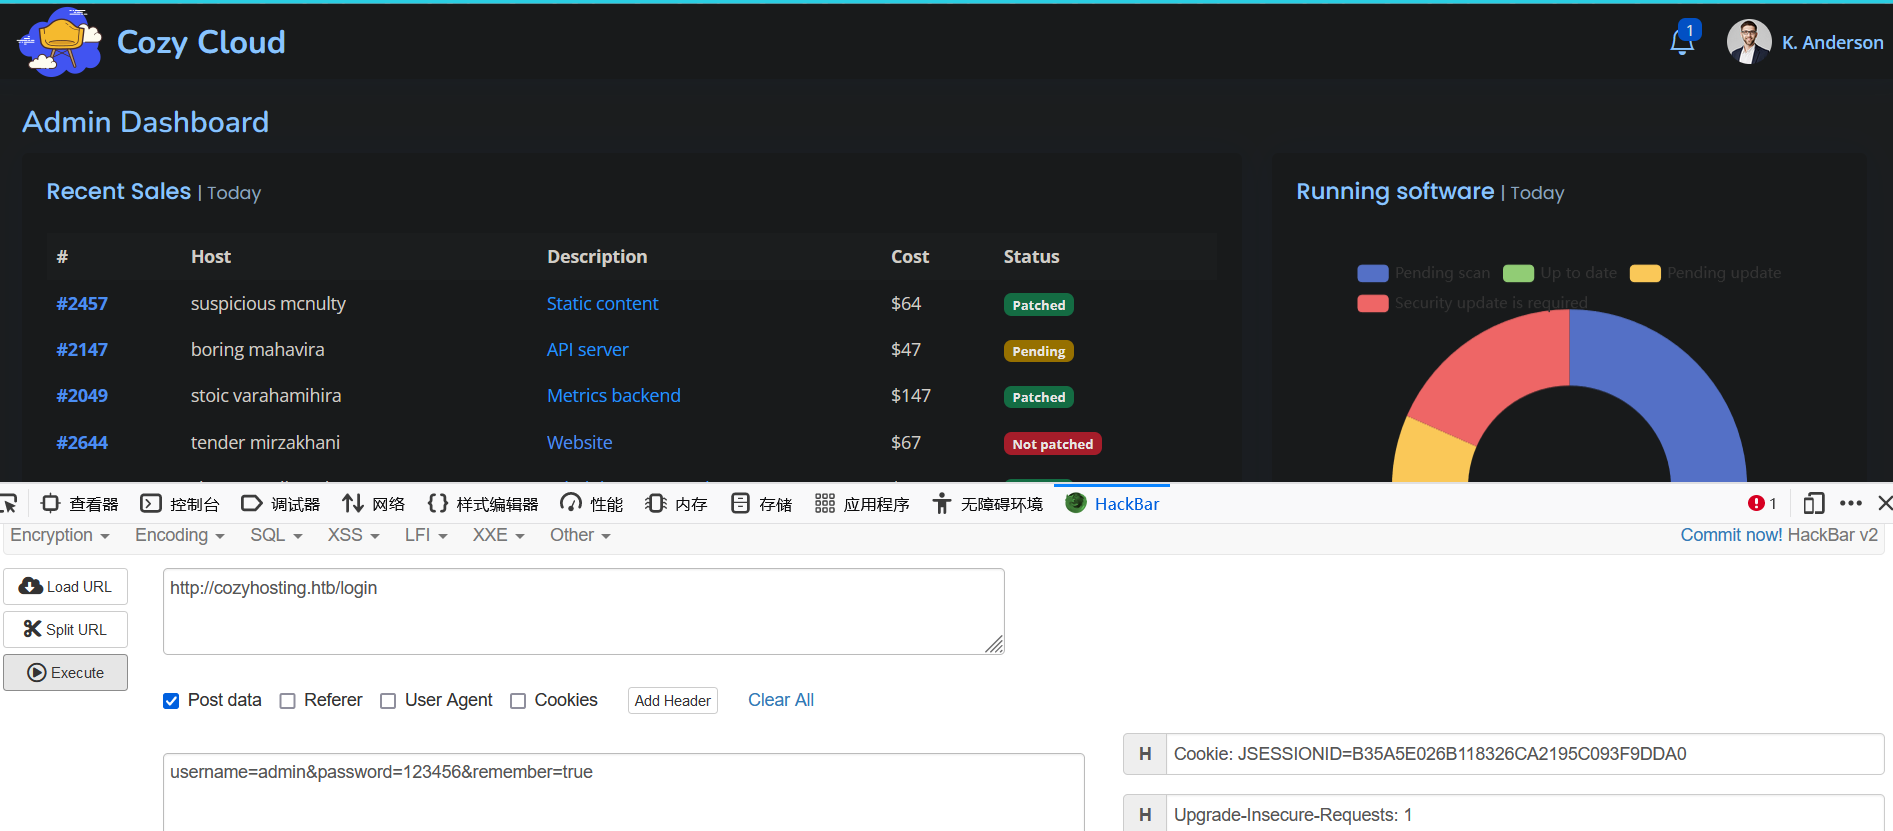 Cozy Cloud
1
K. Anderson
Admin Dashboard
Recent Sales | Today
# Host Description Cost Status
#2457 suspicious mcnulty Static content $64 Patched
#2147 boring mahavira API server $47 Pending
#2049 stoic varahamihira Metrics backend $147 Patched
#2644 tender mirzakhani Website $67 Not patched
Running software | Today
Pending scan Up to date Pending update
Security update is required
查看器 控制台 调试器 网络 样式编辑器 性能 内存 存储 应用程序 无障碍环境 HackBar 1
Encryption Encoding SQL XSS LFI XXE Other Commit now! HackBar v2
Load URL
Split URL
Execute
http://cozyhosting.htb/login
Post data Referer User Agent Cookies Add Header Clear All
username=admin&password=123456&remember=true
H Cookie: JSESSIONID=B35A5E026B118326CA2195C093F9DDA0
H Upgrade-Insecure-Requests: 1